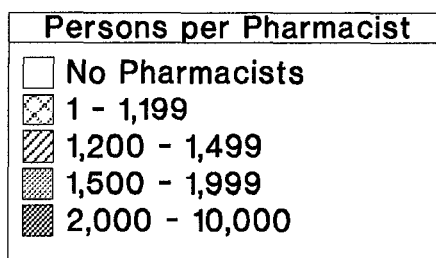 Persons per Pharmacist
No Pharmacists
1 - 1,199
1,200 - 1,499
1,500 - 1,999
2,000 - 10,000